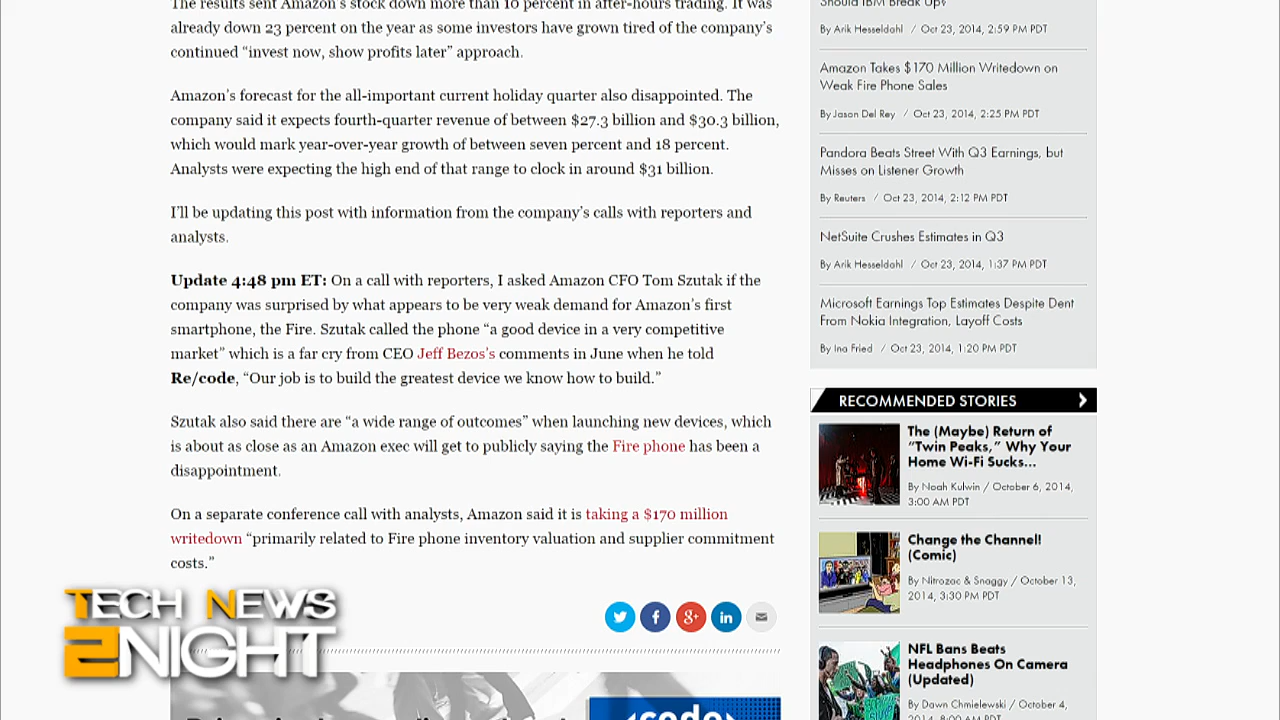 The results sent Amazon's stock down more than 10 percent in after-hours trading. It was
already down 23 percent on the year as some investors have grown tired of the company's
continued “invest now, show profits later” approach.
Amazon's forecast for the all-important current holiday quarter also disappointed. The
company said it expects fourth-quarter revenue of between $27.3 billion and $30.3 billion,
which would mark year-over-year growth of between seven percent and 18 percent.
Analysts were expecting the high end of that range to clock in around $31 billion.
I'll be updating this post with information from the company's calls with reporters and
analysts.
Update 4:48 pm ET: On a call with reporters, I asked Amazon CFO Tom Szutak if the
company was surprised by what appears to be very weak demand for Amazon's first
smartphone, the Fire. Szutak called the phone “a good device in a very competitive
market” which is a far cry from CEO Jeff Bezos's comments in June when he told
Re/code, “Our job is to build the greatest device we know how to build.”
Szutak also said there are “a wide range of outcomes” when launching new devices, which
is about as close as an Amazon exec will get to publicly saying the Fire phone has been a
disappointment.
On a separate conference call with analysts, Amazon said it is taking a $170 million
writedown “primarily related to Fire phone inventory valuation and supplier commitment
costs.”
Should IBM Break Up?
By Arik Hesseldahl / Oct 23, 2014, 2:59 PM PDT
Amazon Takes $170 Million Writedown on
Weak Fire Phone Sales
By Jason Del Rey / Oct 23, 2014, 2:25 PM PDT
Pandora Beats Street With Q3 Earnings, but
Misses on Listener Growth
By Reuters / Oct 23, 2014, 2:12 PM PDT
NetSuite Crushes Estimates in Q3
By Arik Hesseldahl / Oct 23, 2014, 1:37 PM PDT
Microsoft Earnings Top Estimates Despite Dent
From Nokia Integration, Layoff Costs
By Ina Fried / Oct 23, 2014, 1:20 PM PDT
RECOMMENDED STORIES
The (Maybe) Return of
“Twin Peaks,” Why Your
Home Wi-Fi Sucks...
By Noah Kulwin / October 6, 2014,
3:00 AM PDT
Change the Channel!
(Comic)
By Nitrozac & Snaggy / October 13,
2014, 3:30 PM PDT
NFL Bans Beats
Headphones On Camera
(Updated)
By Dawn Chmielewski / October 4,
2014, 8:00 AM PDT
TECH NEWS
2NIGHT
g+
in
code